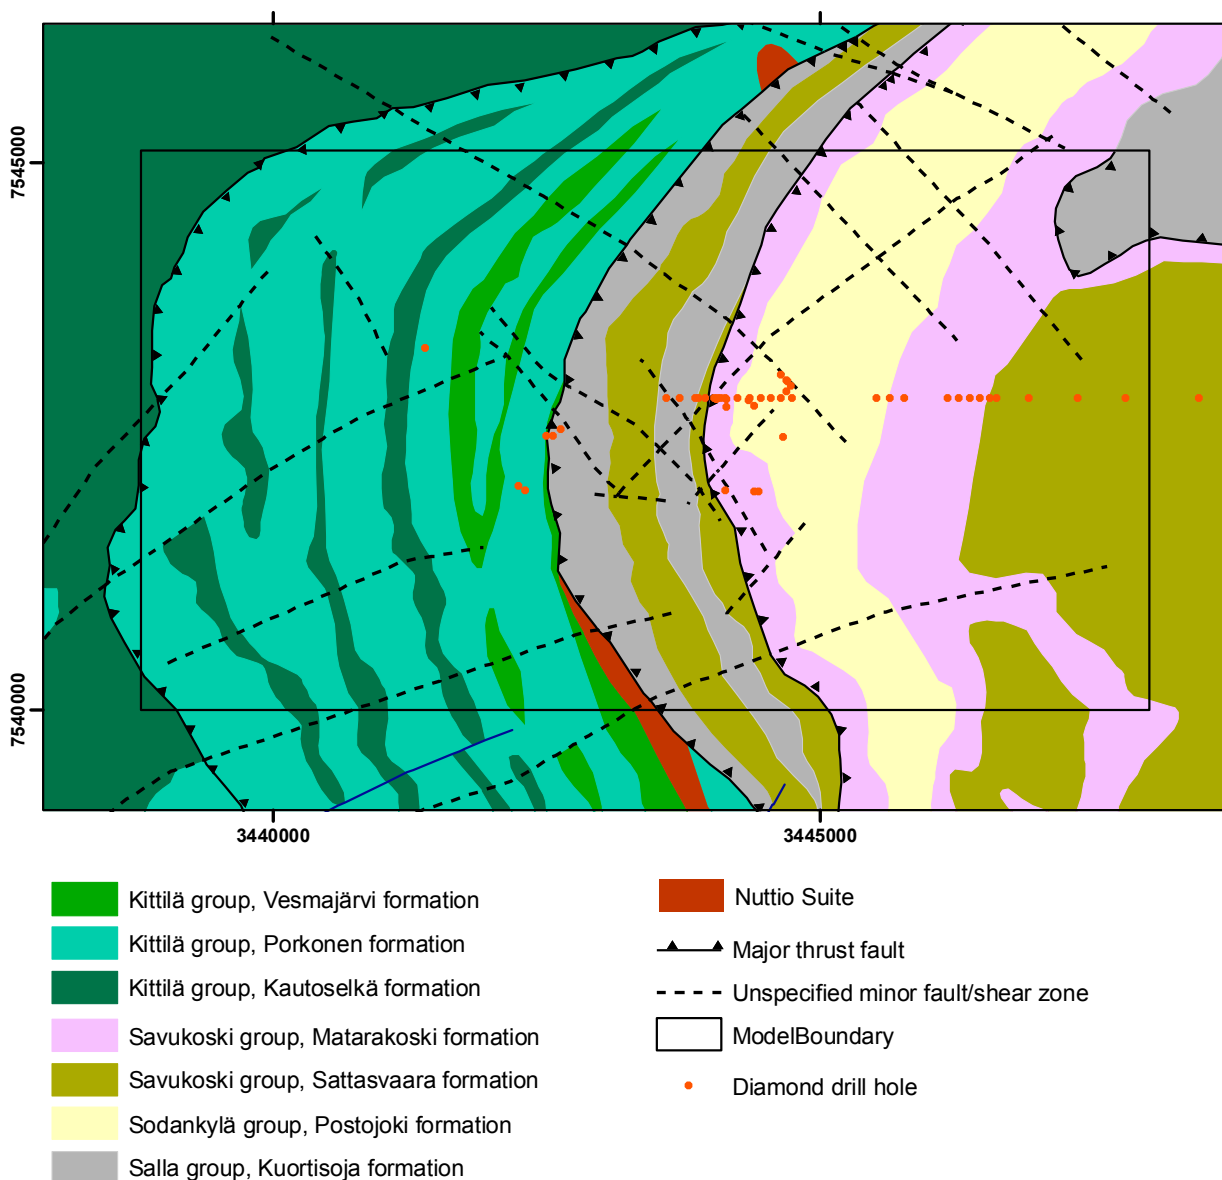 7545000
7540000
3440000
3445000
Kittilä group, Vesmajärvi formation
Kittilä group, Porkonen formation
Kittilä group, Kautoselkä formation
Savukoski group, Matarakoski formation
Savukoski group, Sattasvaara formation
Sodankylä group, Postojoki formation
Salla group, Kuortisoja formation
Nuttio Suite
Major thrust fault
Unspecified minor fault/shear zone
ModelBoundary
Diamond drill hole